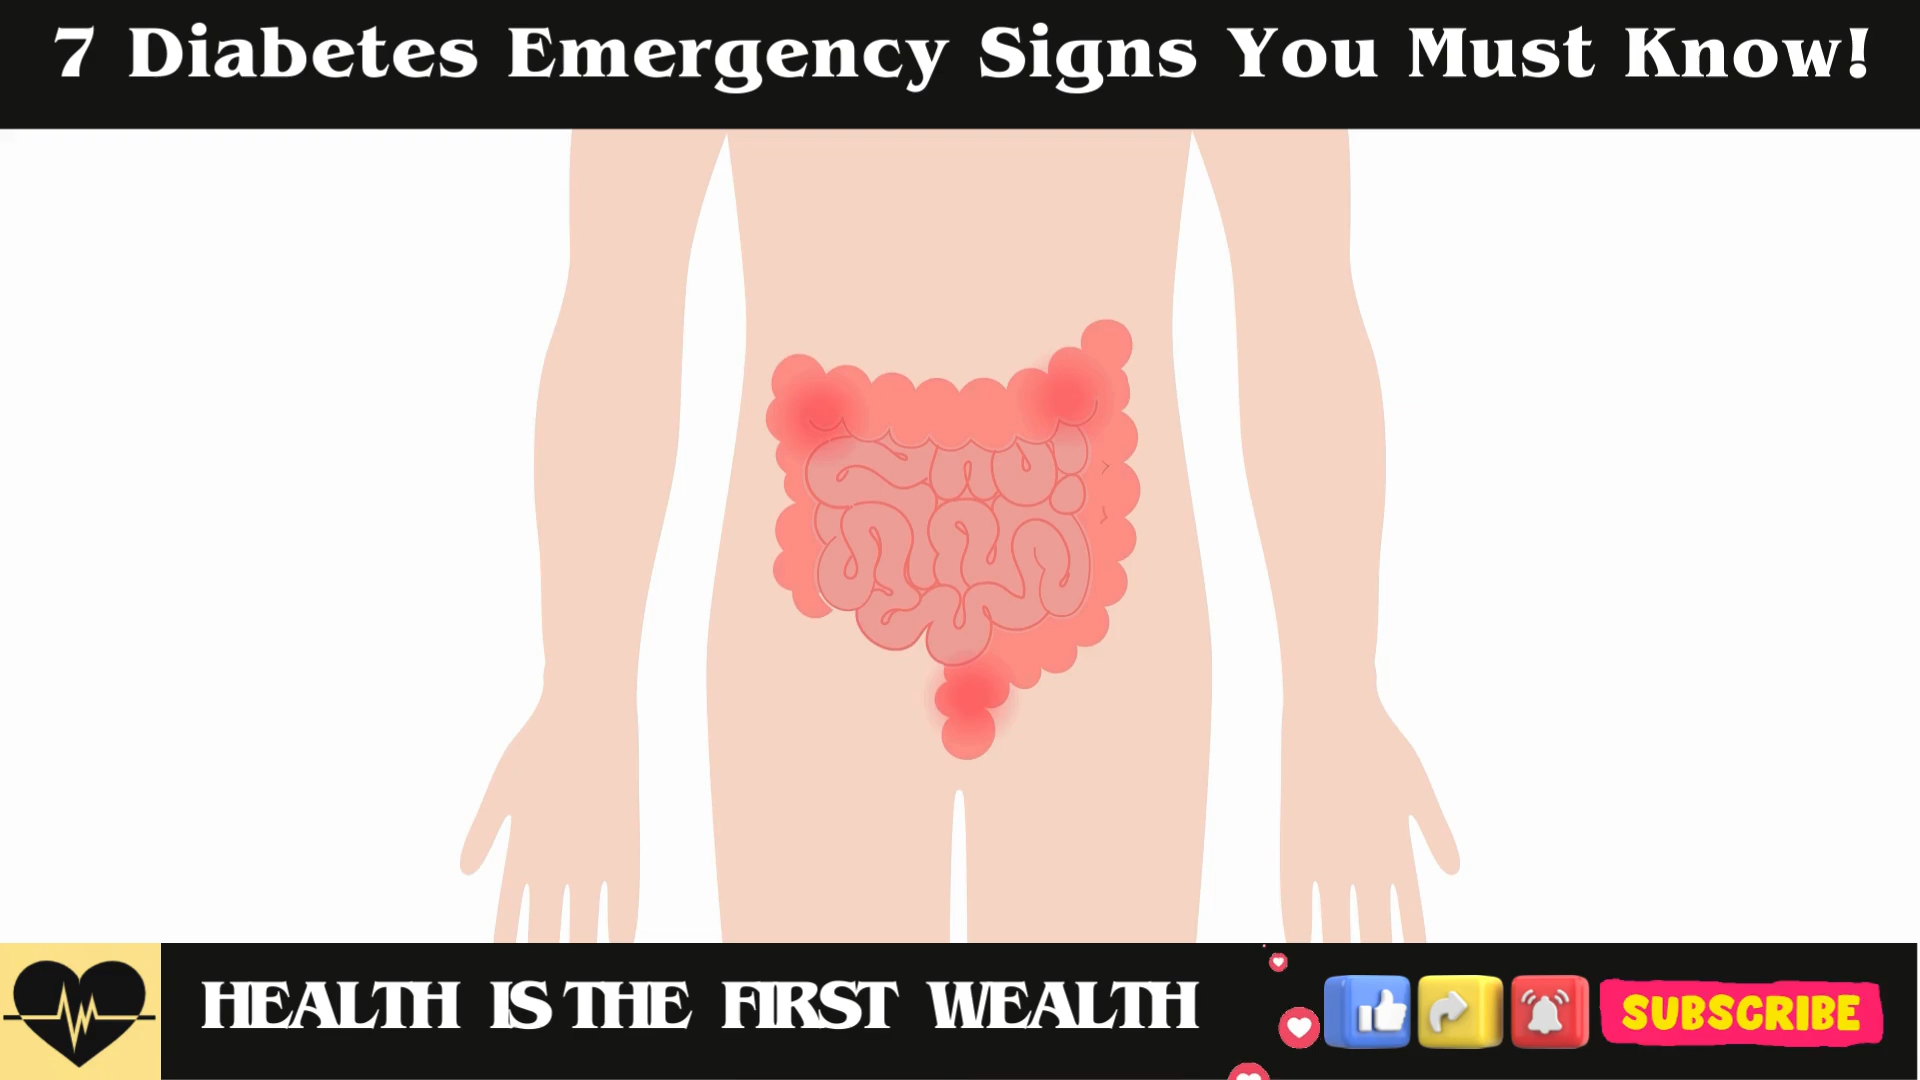 7 Diabetes Emergency Signs You Must Know!
HEALTH IS THE FIRST WEALTH
SUBSCRIBE